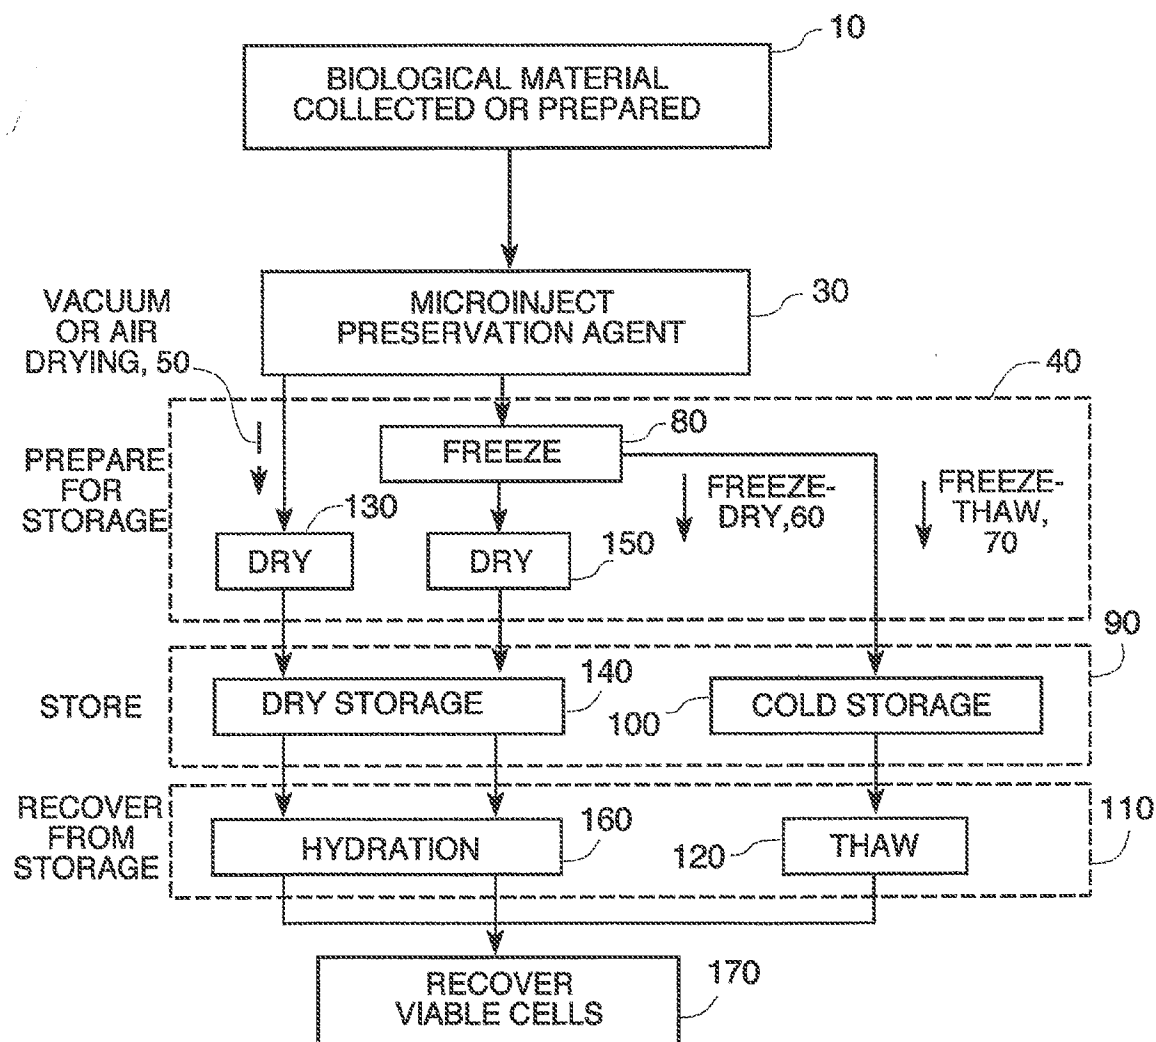 10
BIOLOGICAL MATERIAL
COLLECTED OR PREPARED
MICROINJECT
PRESERVATION AGENT
30
VACUUM
OR AIR
DRYING, 50
40
PREPARE
FOR
STORAGE
FREEZE
80
FREEZE-
DRY,60
FREEZE-
THAW,
70
130
DRY
DRY
150
90
STORE
DRY STORAGE
140
100
COLD STORAGE
RECOVER
FROM
STORAGE
HYDRATION
160
120
THAW
110
RECOVER
VIABLE CELLS
170